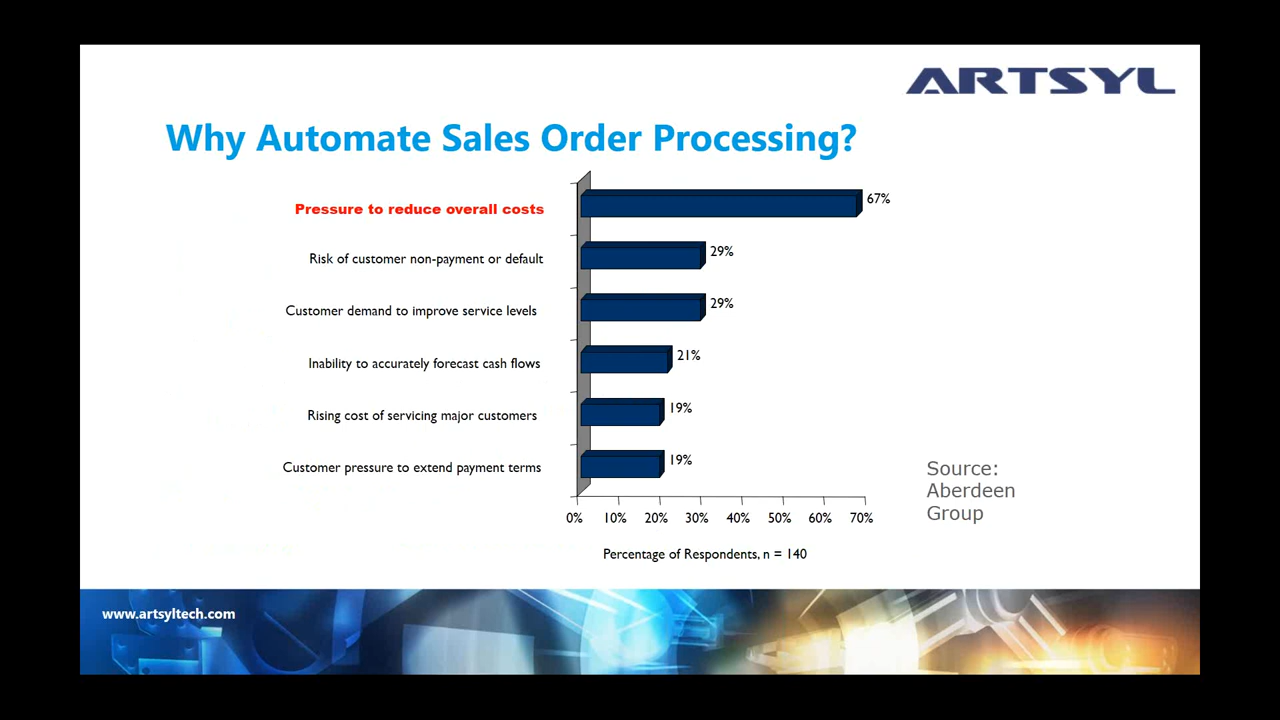 ARTSYL
Why Automate Sales Order Processing?
Pressure to reduce overall costs
67%
Risk of customer non-payment or default
29%
Customer demand to improve service levels
29%
Inability to accurately forecast cash flows
21%
Rising cost of servicing major customers
19%
Customer pressure to extend payment terms
19%
0% 10% 20% 30% 40% 50% 60% 70%
Percentage of Respondents, n = 140
Source:
Aberdeen
Group
www.artsyltech.com